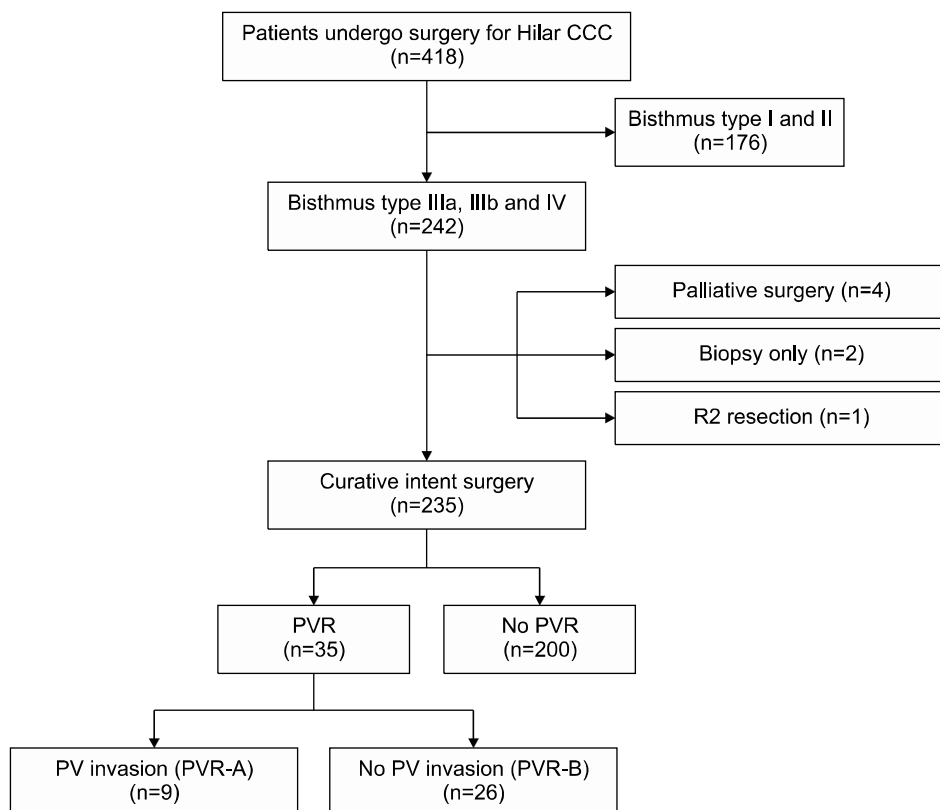 Patients undergo surgery for Hilar CCC
(n=418)
Bisthmus type I and II
(n=176)
Bisthmus type IIIa, IIIb and IV
(n=242)
Palliative surgery (n=4)
Biopsy only (n=2)
R2 resection (n=1)
Curative intent surgery
(n=235)
PVR
(n=35)
No PVR
(n=200)
PV invasion (PVR-A)
(n=9)
No PV invasion (PVR-B)
(n=26)